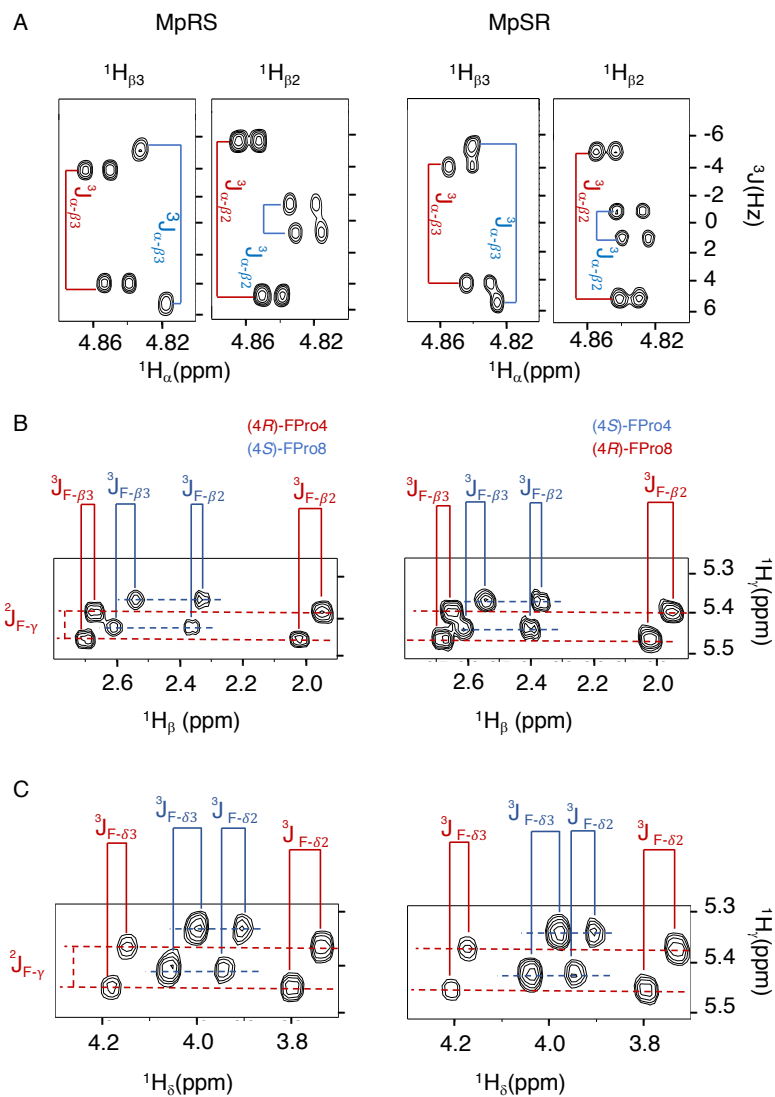 A MpRS MpSR
¹Hβ3 ¹Hβ2 ¹Hβ3 ¹Hβ2
³Jα-β3 ³Jα-β3 ³Jα-β2 ³Jα-β2 ³Jα-β3 ³Jα-β3 ³Jα-β2 ³Jα-β2
-6
-4
-2
0
2
4
6
³J(Hz)
4.86 4.82 4.86 4.82 4.86 4.82 4.86 4.82
¹Hα(ppm) ¹Hα(ppm)
B
(4R)-FPro4 (4S)-FPro4
(4S)-FPro8 (4R)-FPro8
³JF-β3 ³JF-β3 ³JF-β2 ³JF-β2 ³JF-β3 ³JF-β3 ³JF-β2 ³JF-β2
²JF-γ
5.3
5.4
5.5
¹Hγ (ppm)
2.6 2.4 2.2 2.0 2.6 2.4 2.2 2.0
¹Hβ (ppm) ¹Hβ (ppm)
C
³JF-δ3 ³JF-δ3 ³JF-δ2 ³JF-δ2 ³JF-δ3 ³JF-δ3 ³JF-δ2 ³JF-δ2
²JF-γ
5.3
5.4
5.5
¹Hγ (ppm)
4.2 4.0 3.8 4.2 4.0 3.8
¹Hδ(ppm) ¹Hδ(ppm)